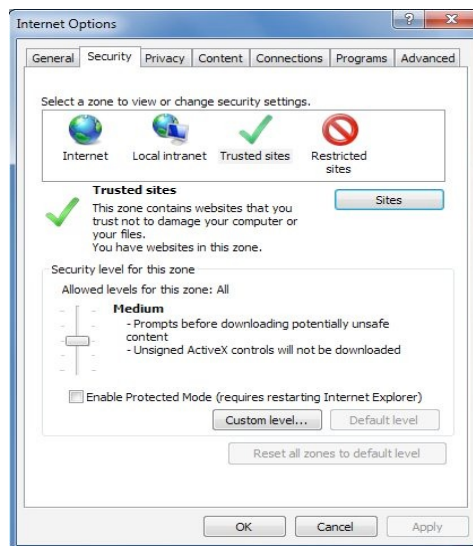 Internet Options
General Security Privacy Content Connections Programs Advanced
Select a zone to view or change security settings.
Internet Local intranet Trusted sites Restricted
sites
Trusted sites
Sites
This zone contains websites that you
trust not to damage your computer or
your files.
You have websites in this zone.
Security level for this zone
Allowed levels for this zone: All
Medium
- Prompts before downloading potentially unsafe
content
- Unsigned ActiveX controls will not be downloaded
Enable Protected Mode (requires restarting Internet Explorer)
Custom level... Default level
Reset all zones to default level
OK Cancel Apply